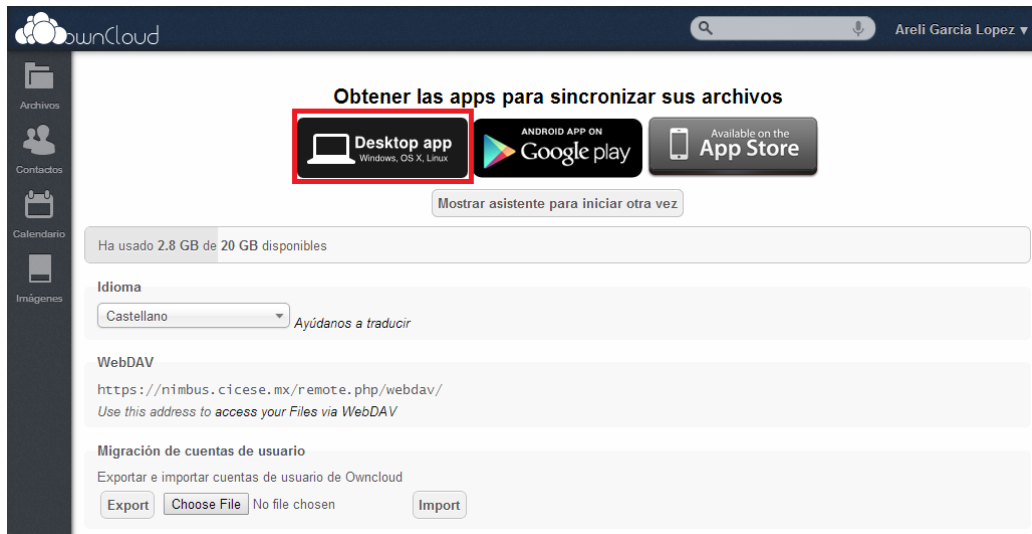 ownCloud
Areli Garcia Lopez ▾
Archivos
Contactos
Calendario
Imágenes
Obtener las apps para sincronizar sus archivos
Desktop app
Windows, OS X, Linux
ANDROID APP ON
Google play
Available on the
App Store
Mostrar asistente para iniciar otra vez
Ha usado 2.8 GB de 20 GB disponibles
Idioma
Castellano
Ayúdanos a traducir
WebDAV
https://nimbus.cicese.mx/remote.php/webdav/
Use this address to access your Files via WebDAV
Migración de cuentas de usuario
Exportar e importar cuentas de usuario de Owncloud
Export Choose File No file chosen Import